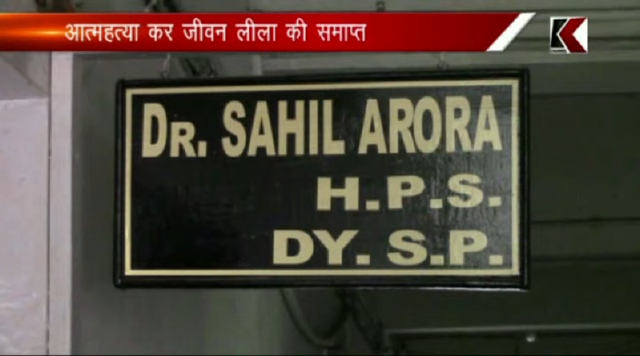 आत्महत्या कर जीवन लीला की समाप्त
K
DR. SAHIL ARORA
H.P.S.
DY. S.P.